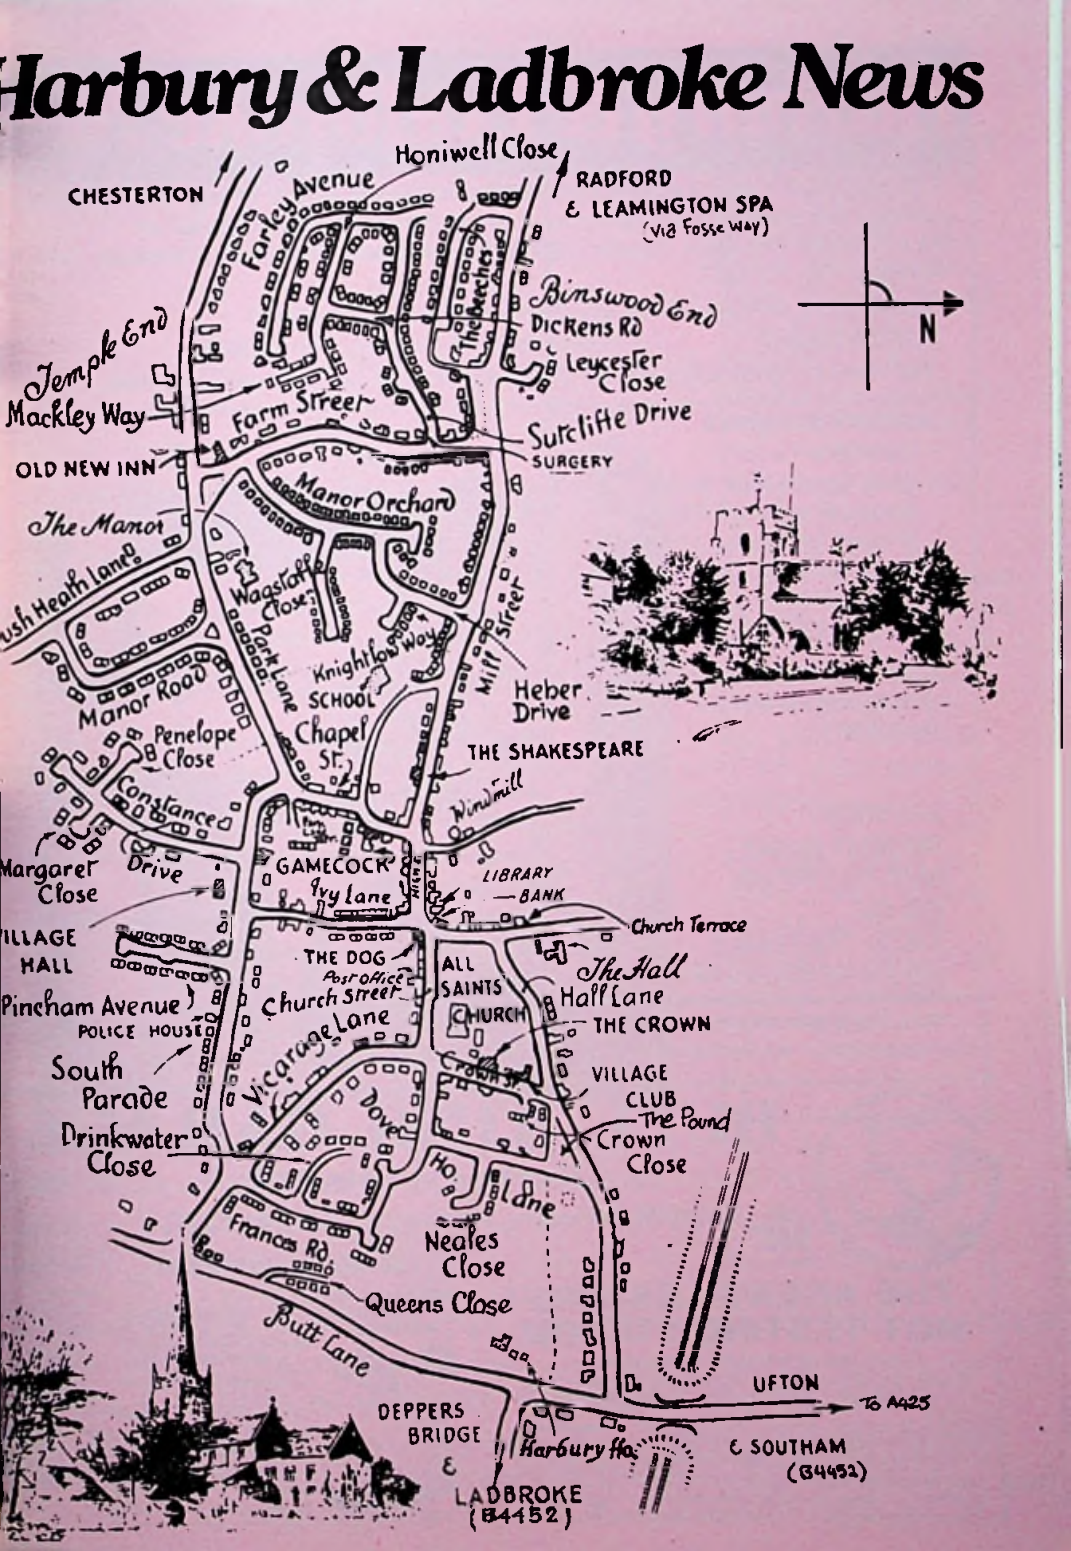 Harbury & Ladbroke News
Honiwell Close
CHESTERTON
Farley Avenue
RADFORD
& LEAMINGTON SPA
(Via Fosse Way)
The Beeches
Binswood End
Dickens Rd
N
Temple End
Leycester
Close
Mackley Way
Farm Street
Sutcliffe Drive
OLD NEW INN
SURGERY
Manor Orchard
The Manor
ush Heath Lane
Wagstaff
Close
Park Lane
Knightlow Way
Mill Street
SCHOOL
Manor Road
Heber
Drive
Chapel
St.
Penelope
Close
THE SHAKESPEARE
Constance
Drive
Windmill
Margaret
Close
GAMECOCK
HIGH ST
Ivy Lane
LIBRARY
BANK
VILLAGE
HALL
Church Terrace
THE DOG
Post Office
ALL
SAINTS
CHURCH
The Hall
Hall Lane
Pincham Avenue
Church Street
POLICE HOUSE
THE CROWN
Vicarage Lane
South
Parade
Crown St
VILLAGE
CLUB
Dove
The Pound
Drinkwater
Close
Crown
Close
Ho.
Lane
Frances Rd.
Neales
Close
Queens Close
Butt Lane
UFTON
To A425
DEPPERS
BRIDGE
&
LADBROKE
(B4452)
Harbury Ho.
& SOUTHAM
(B4452)